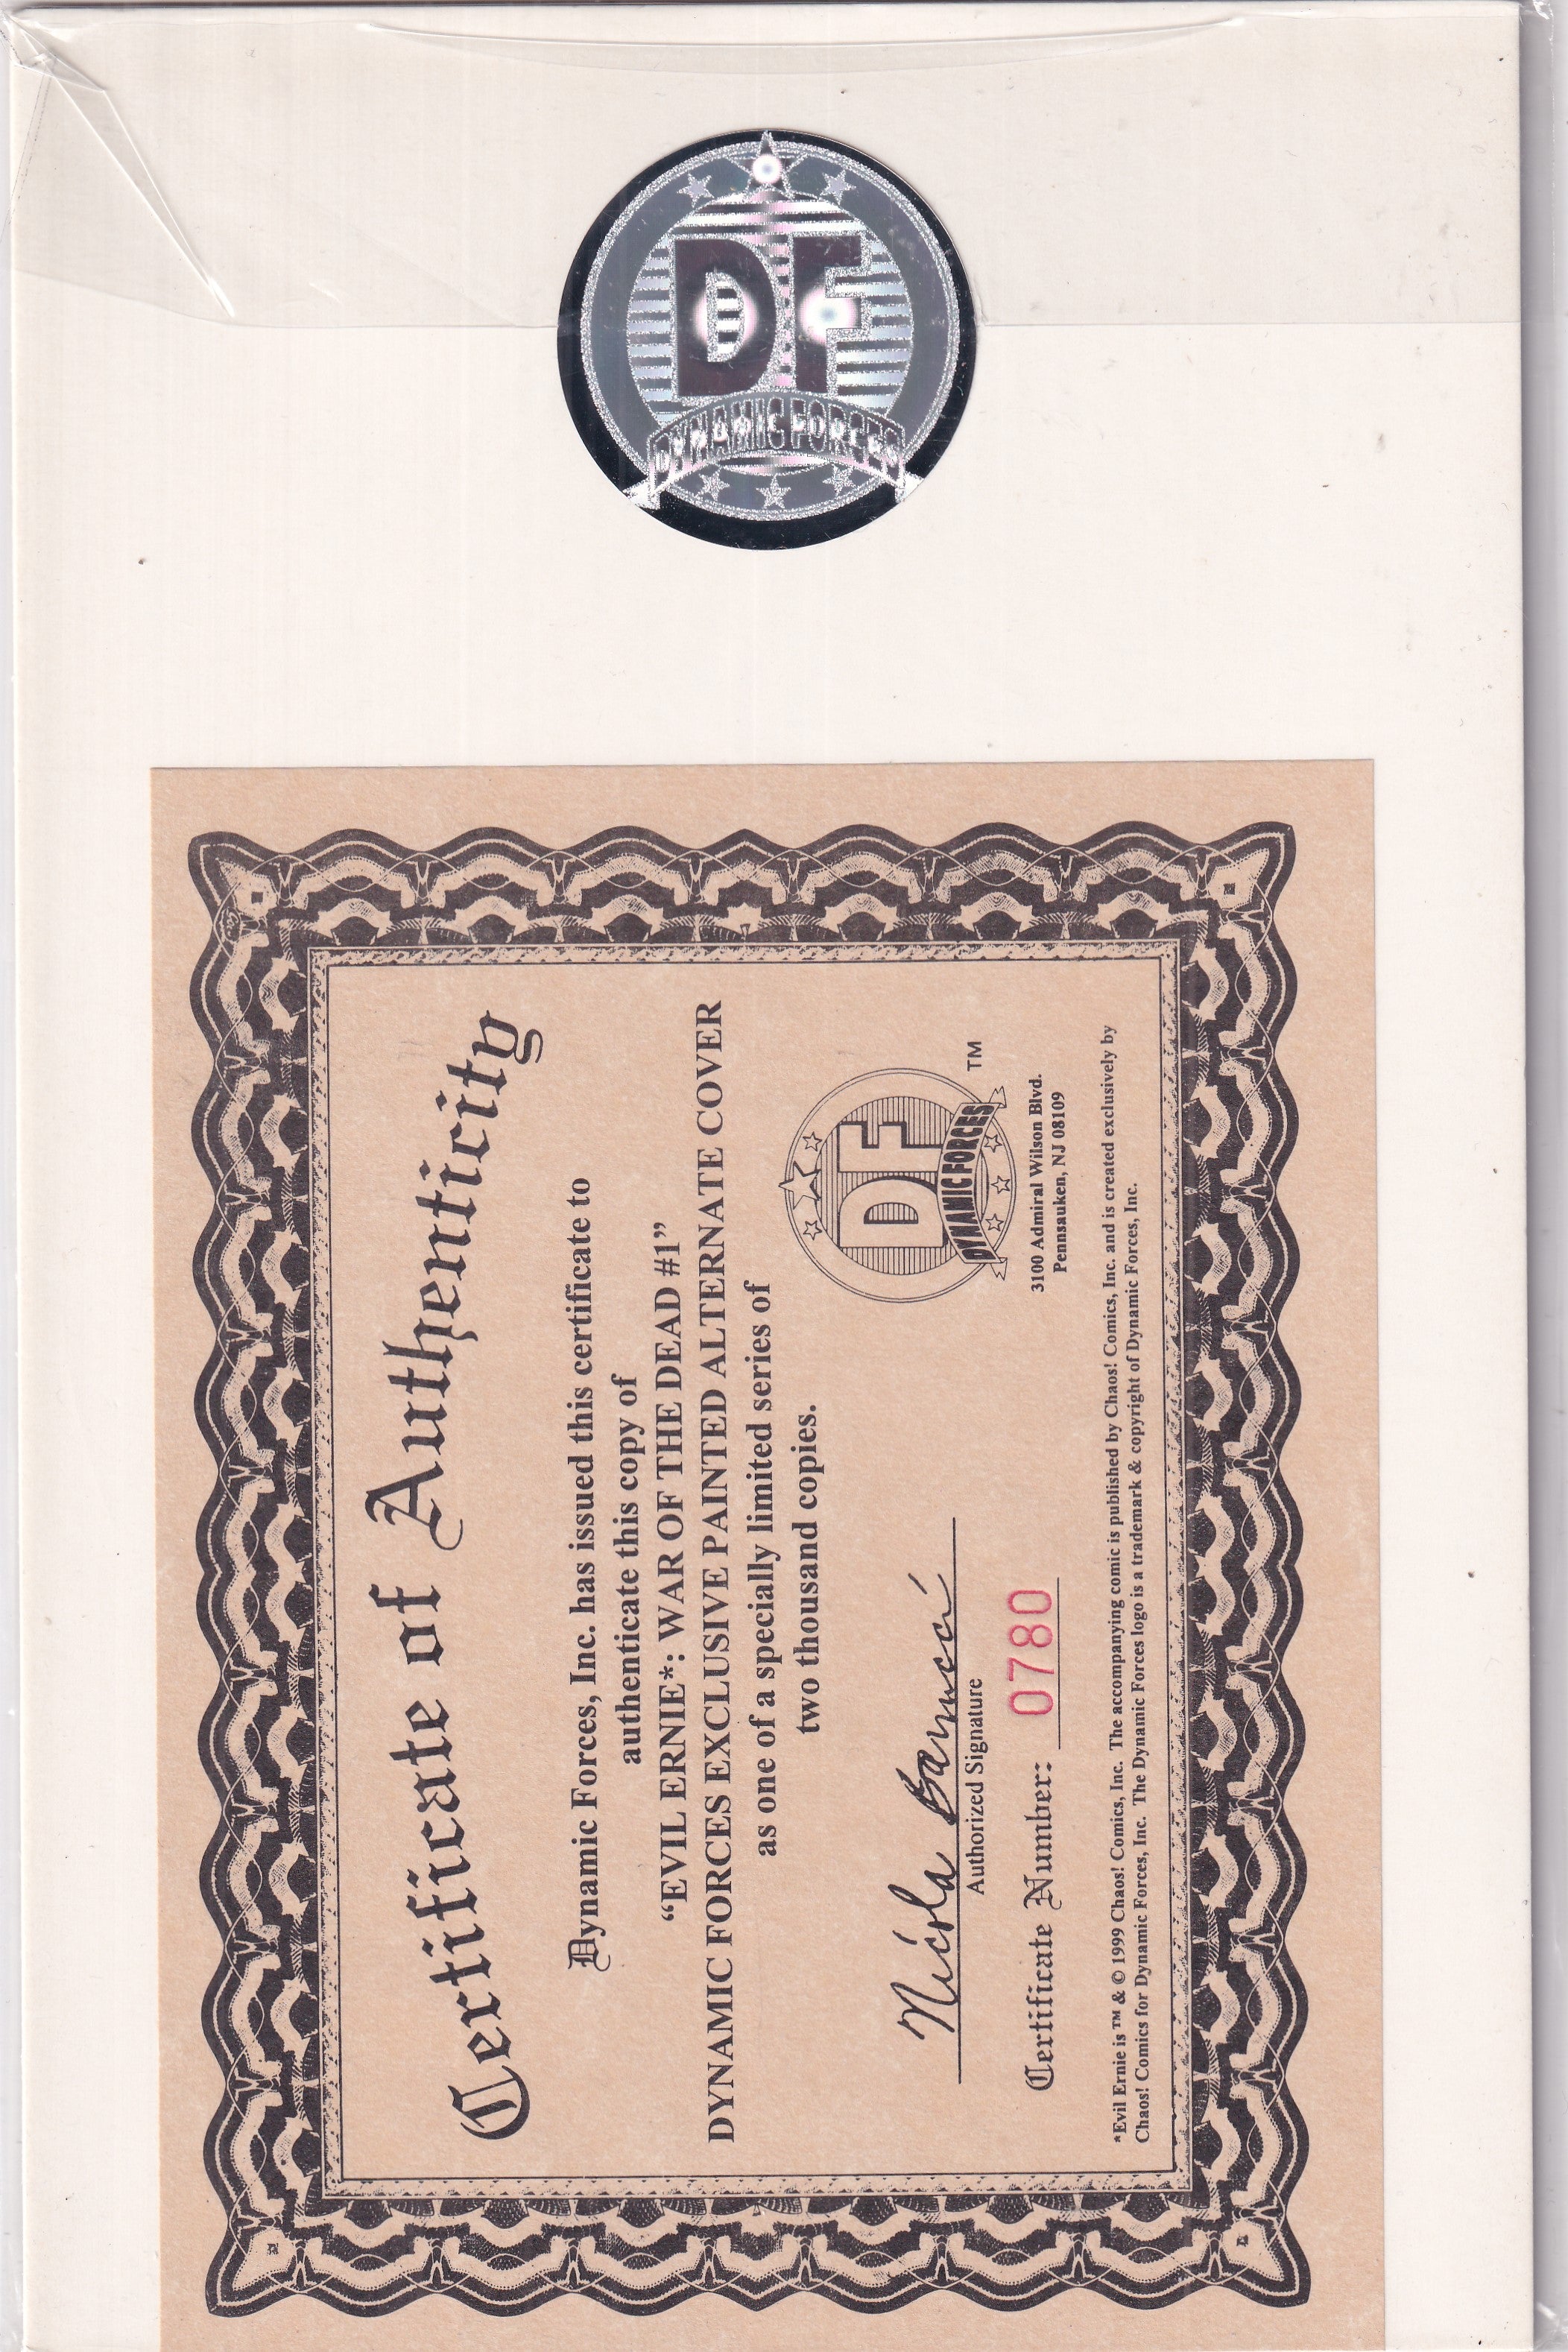 DF
DYNAMIC FORCES
Certificate of Authenticity
Dynamic Forces, Inc. has issued this certificate to
authenticate this copy of
“EVIL ERNIE*: WAR OF THE DEAD #1”
DYNAMIC FORCES EXCLUSIVE PAINTED ALTERNATE COVER
as one of a specially limited series of
two thousand copies.
Authorized Signature
Certificate Number: 0780
DF
DYNAMIC FORCES
TM
3100 Admiral Wilson Blvd.
Pennsauken, NJ 08109
*Evil Ernie is ™ & © 1999 Chaos! Comics, Inc. The accompanying comic is published by Chaos! Comics, Inc. and is created exclusively by
Chaos! Comics for Dynamic Forces, Inc. The Dynamic Forces logo is a trademark & copyright of Dynamic Forces, Inc.